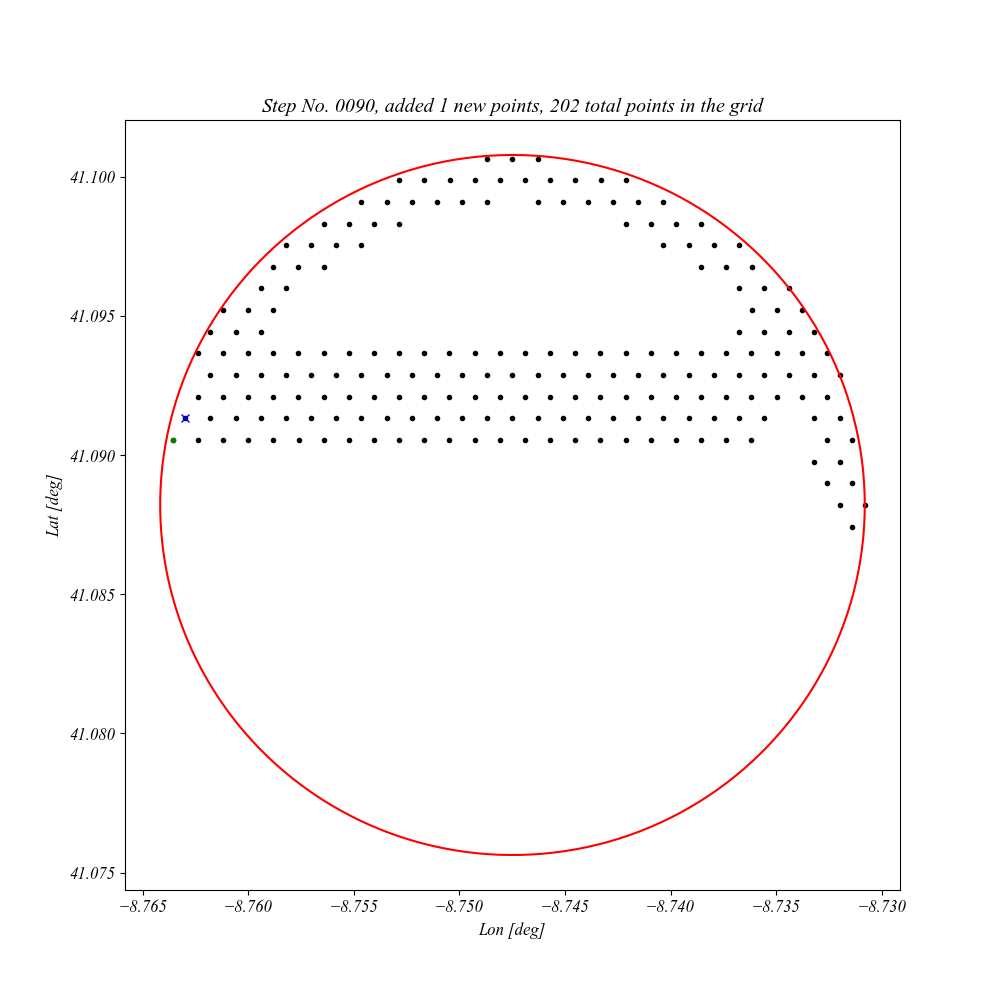 Step No. 0090, added 1 new points, 202 total points in the grid
41.100
41.095
41.090
41.085
41.080
41.075
Lat [deg]
−8.765 −8.760 −8.755 −8.750 −8.745 −8.740 −8.735 −8.730
Lon [deg]